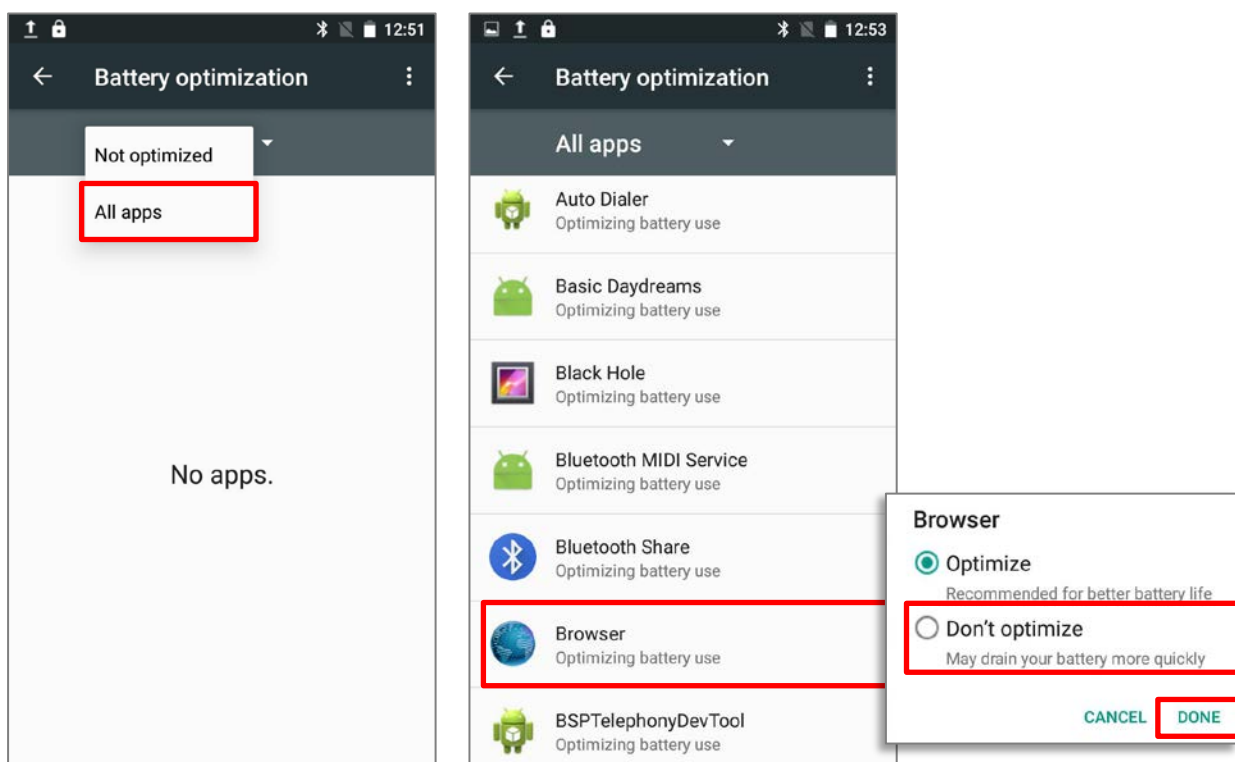 12:51
Battery optimization
Not optimized
All apps
No apps.
12:53
Battery optimization
All apps
Auto Dialer
Optimizing battery use
Basic Daydreams
Optimizing battery use
Black Hole
Optimizing battery use
Bluetooth MIDI Service
Optimizing battery use
Bluetooth Share
Optimizing battery use
Browser
Optimizing battery use
BSPTelephonyDevTool
Optimizing battery use
Browser
Optimize
Recommended for better battery life
Don't optimize
May drain your battery more quickly
CANCEL DONE